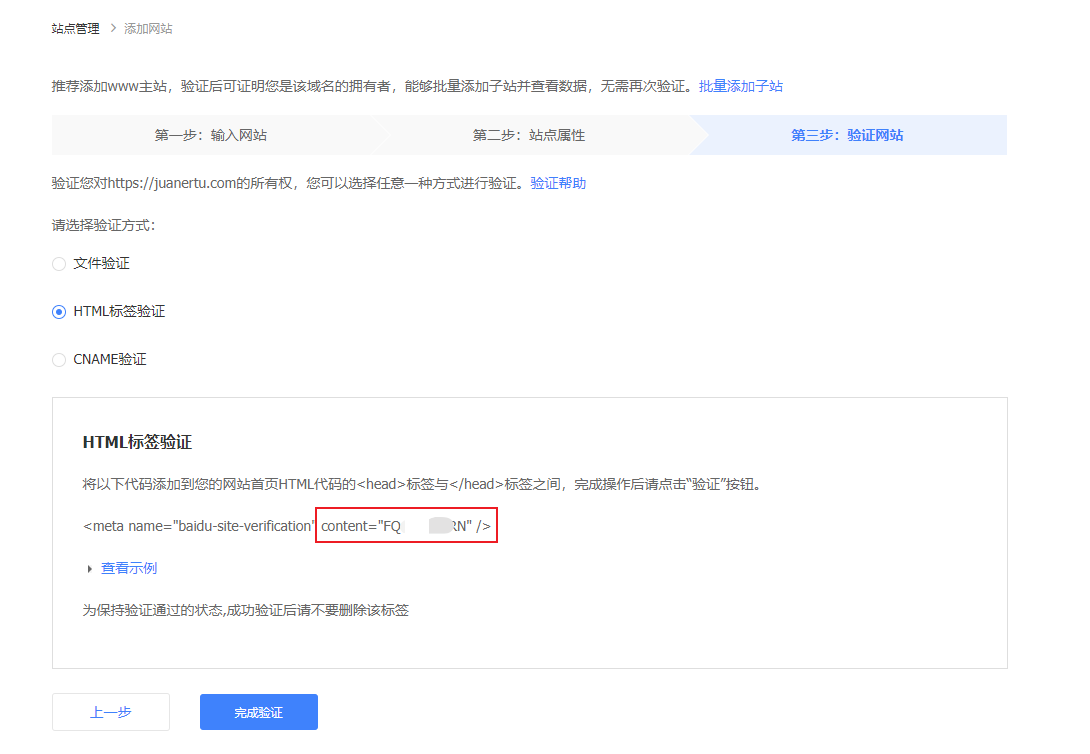 站点管理 > 添加网站
推荐添加www主站，验证后可证明您是该域名的拥有者，能够批量添加子站并查看数据，无需再次验证。批量添加子站
第一步：输入网站 第二步：站点属性 第三步：验证网站
验证您对https://juanertu.com的所有权，您可以选择任意一种方式进行验证。验证帮助
请选择验证方式：
文件验证
HTML标签验证
CNAME验证
HTML标签验证
将以下代码添加到您的网站首页HTML代码的<head>标签与</head>标签之间，完成操作后请点击“验证”按钮。
<meta name="baidu-site-verification" content="FQ RN" />
查看示例
为保持验证通过的状态,成功验证后请不要删除该标签
上一步 完成验证